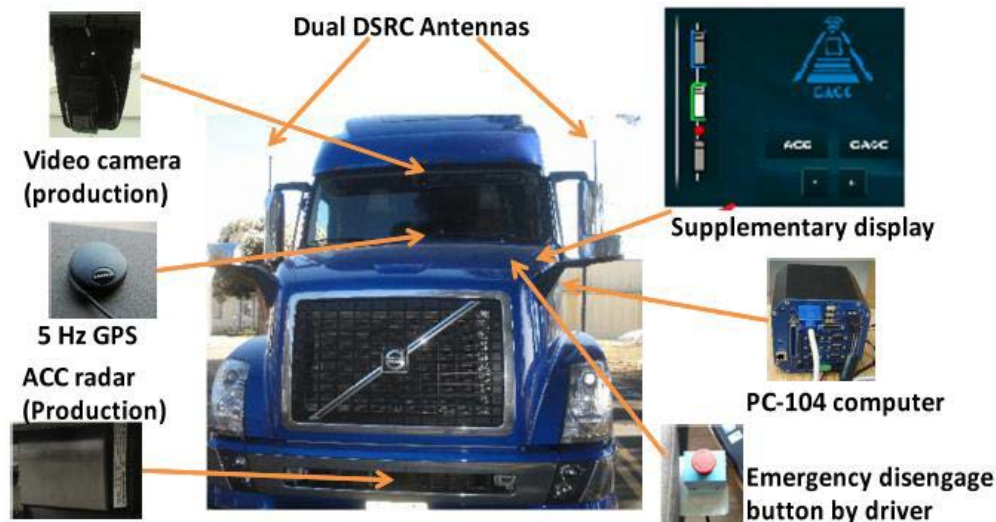 Dual DSRC Antennas
Video camera
(production)
CACC
ACC
CACC
Supplementary display
5 Hz GPS
ACC radar
(Production)
PC-104 computer
Emergency disengage
button by driver